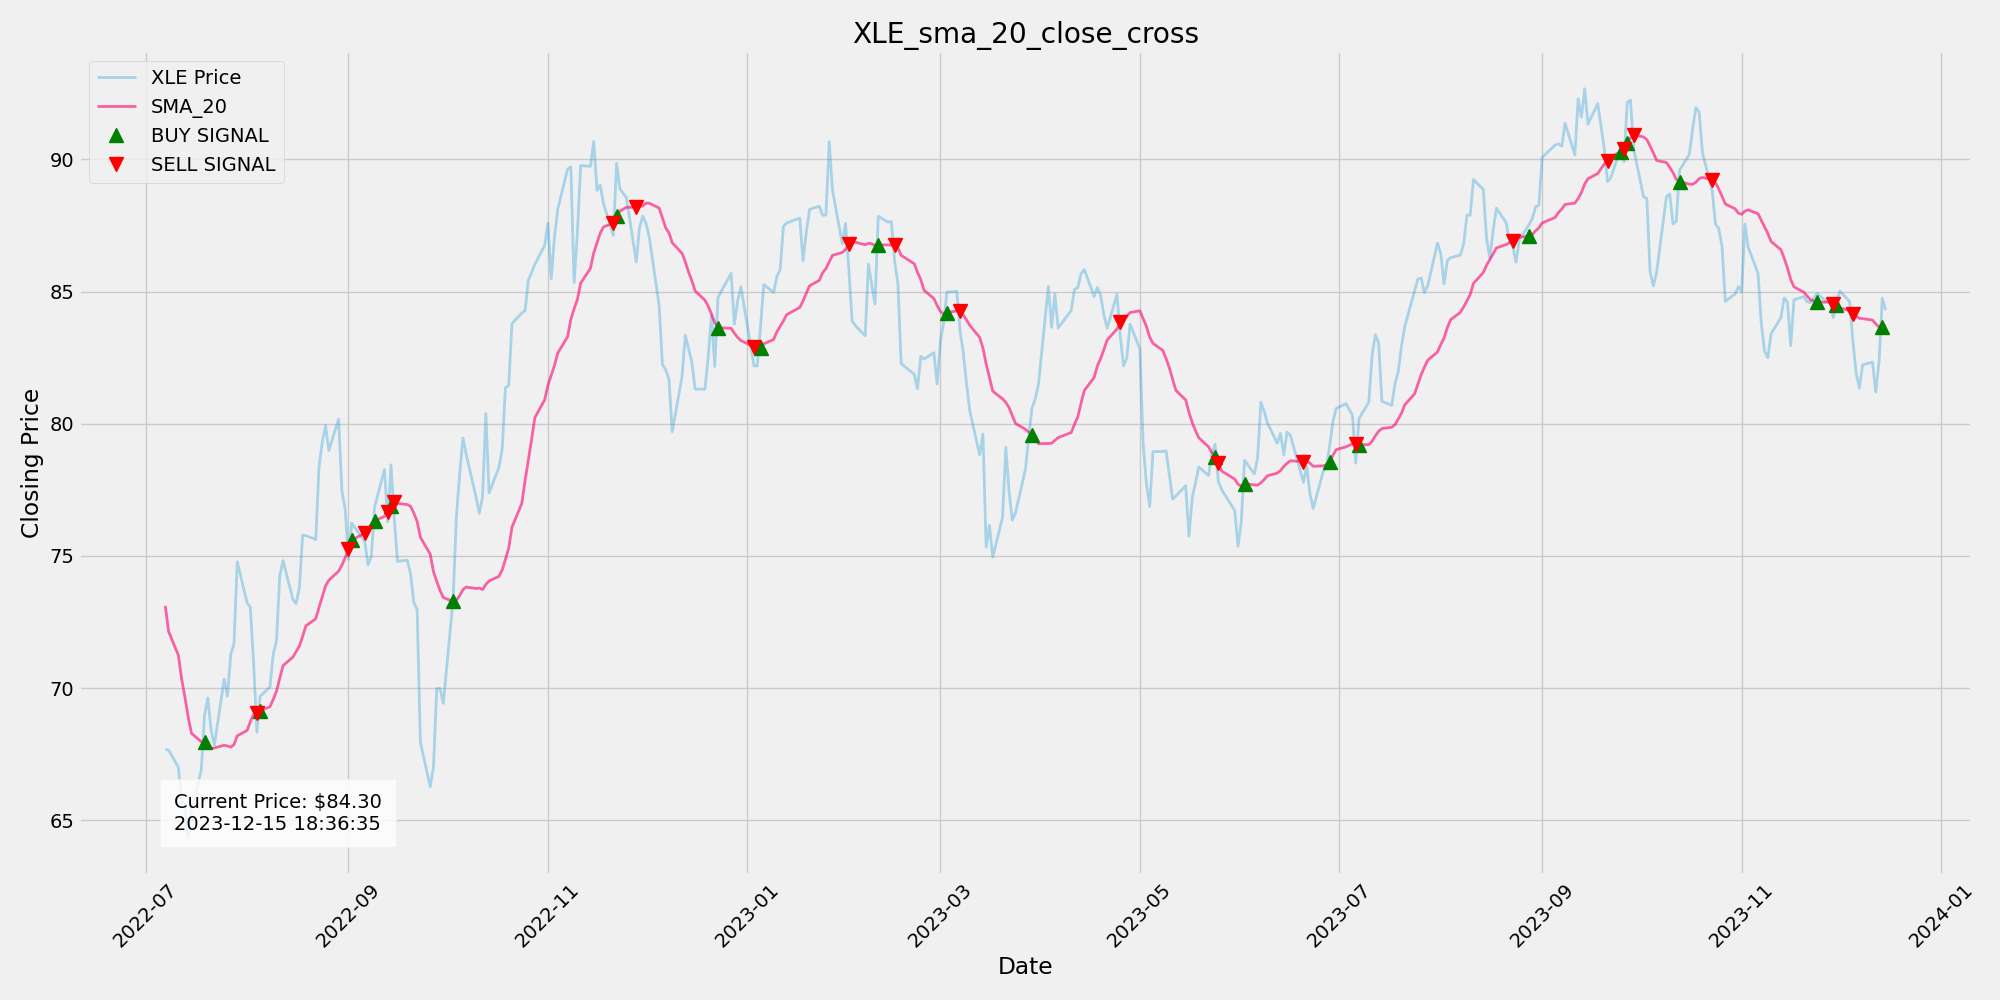 XLE_sma_20_close_cross
XLE Price
SMA_20
BUY SIGNAL
SELL SIGNAL
Closing Price
90
85
80
75
70
65
Current Price: $84.30
2023-12-15 18:36:35
2022-07
2022-09
2022-11
2023-01
2023-03
2023-05
2023-07
2023-09
2023-11
2024-01
Date